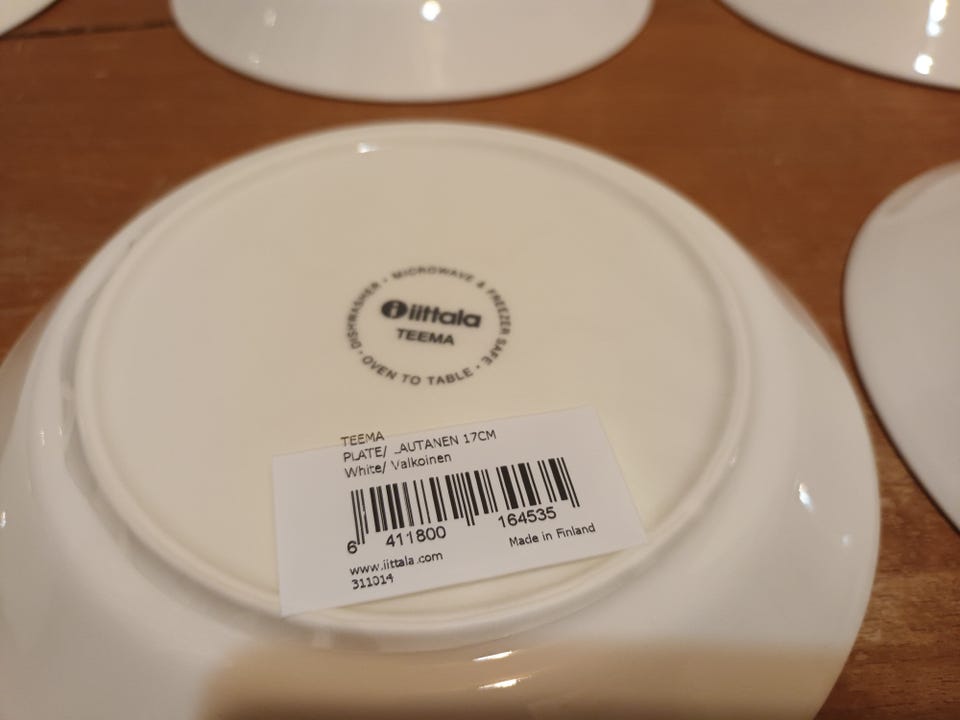 DISHWASHER · MICROWAVE & FREEZER SAFE · OVEN TO TABLE ·
iittala
TEEMA
TEEMA
PLATE/ LAUTANEN 17CM
White/ Valkoinen
6 411800 164535
www.iittala.com
Made in Finland
311014